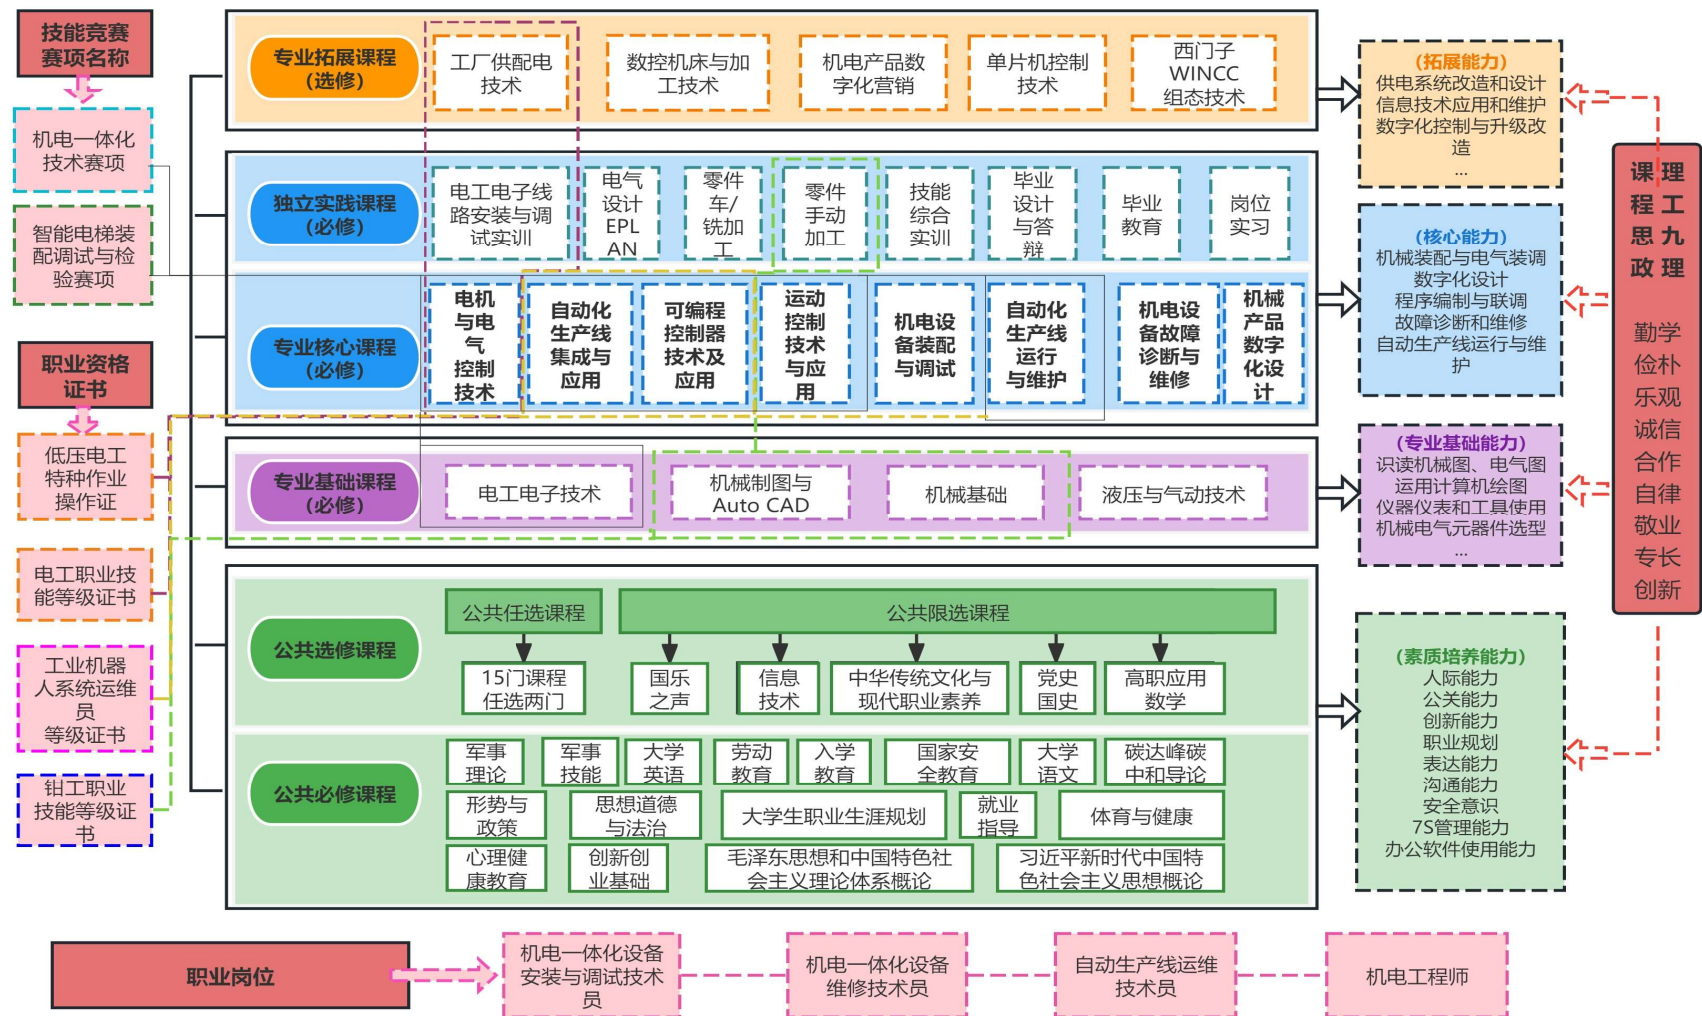 技能竞赛
赛项名称
机电一体化
技术赛项
智能电梯装
配调试与检
验赛项
职业资格
证书
低压电工
特种作业
操作证
电工职业技
能等级证书
工业机器
人系统运维
员
等级证书
钳工职业
技能等级证
书
专业拓展课程
(选修)
工厂供配电
技术
数控机床与加
工技术
机电产品数
字化营销
单片机控制
技术
西门子
WINCC
组态技术
独立实践课程
(必修)
电工电子线
路安装与调
试实训
电气
设计
EPL
AN
零件
车/
铣加
工
零件
手动
加工
技能
综合
实训
毕业
设计
与答
辩
毕业
教育
岗位
实习
专业核心课程
(必修)
电机
与电
气
控制
技术
自动化
生产线
集成与
应用
可编程
控制器
技术及
应用
运动
控制
技术
与应
用
机电设
备装配
与调试
自动化
生产线
运行
与维护
机电设
备故障
诊断与
维修
机械
产品
数字
化设
计
专业基础课程
(必修)
电工电子技术
机械制图与
Auto CAD
机械基础
液压与气动技术
公共选修课程
公共任选课程
公共限选课程
15门课程
任选两门
国乐
之声
信息
技术
中华传统文化与
现代职业素养
党史
国史
高职应用
数学
公共必修课程
军事
理论
军事
技能
大学
英语
劳动
教育
入学
教育
国家安
全教育
大学
语文
碳达峰碳
中和导论
形势与
政策
思想道德
与法治
大学生职业生涯规划
就业
指导
体育与健康
心理健
康教育
创新创
业基础
毛泽东思想和中国特色社
会主义理论体系概论
习近平新时代中国特
色社会主义思想概论
(拓展能力)
供电系统改造和设计
信息技术应用和维护
数字化控制与升级改
造
...
(核心能力)
机械装配与电气装调
数字化设计
程序编制与联调
故障诊断和维修
自动生产线运行与维
护
(专业基础能力)
识读机械图、电气图
运用计算机绘图
仪器仪表和工具使用
机械电气元器件选型
...
(素质培养能力)
人际能力
公关能力
创新能力
职业规划
表达能力
沟通能力
安全意识
7S管理能力
办公软件使用能力
课程思政
理工九理
勤学
俭朴
乐观
诚信
合作
自律
敬业
专长
创新
职业岗位
机电一体化设备
安装与调试技术
员
机电一体化设备
维修技术员
自动生产线运维
技术员
机电工程师